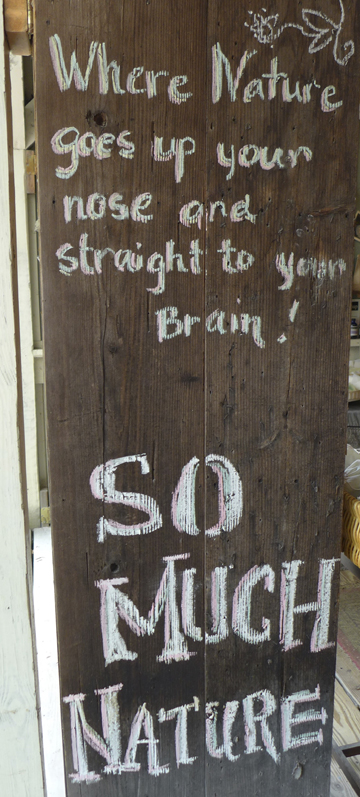 Where Nature
goes up your
nose and
straight to your
Brain!
SO
MUCH
NATURE